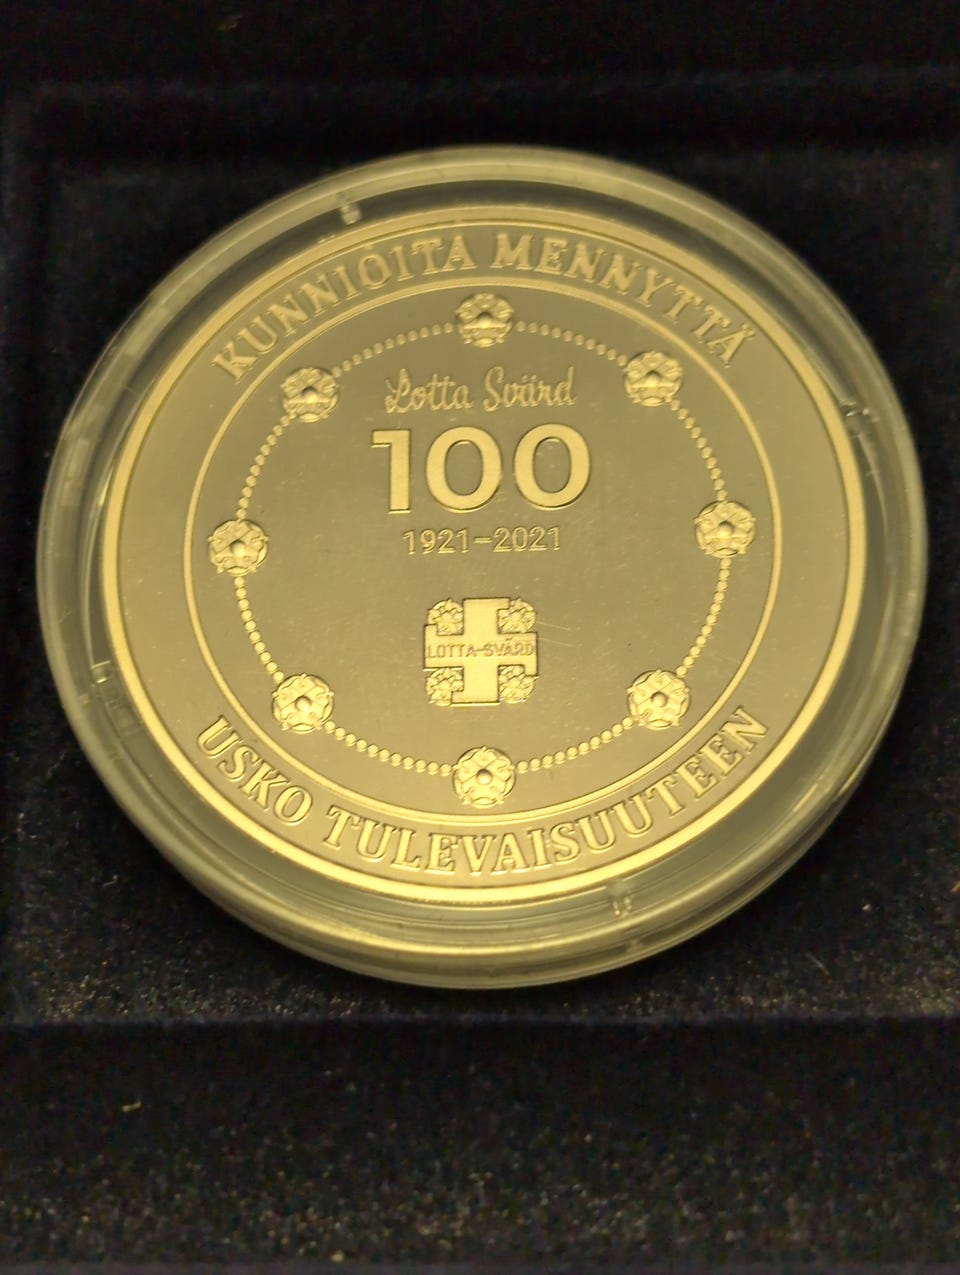 KUNNIOITA MENNYTTÄ
Lotta Svärd
100
1921-2021
LOTTA-SVÄRD
USKO TULEVAISUUTEEN